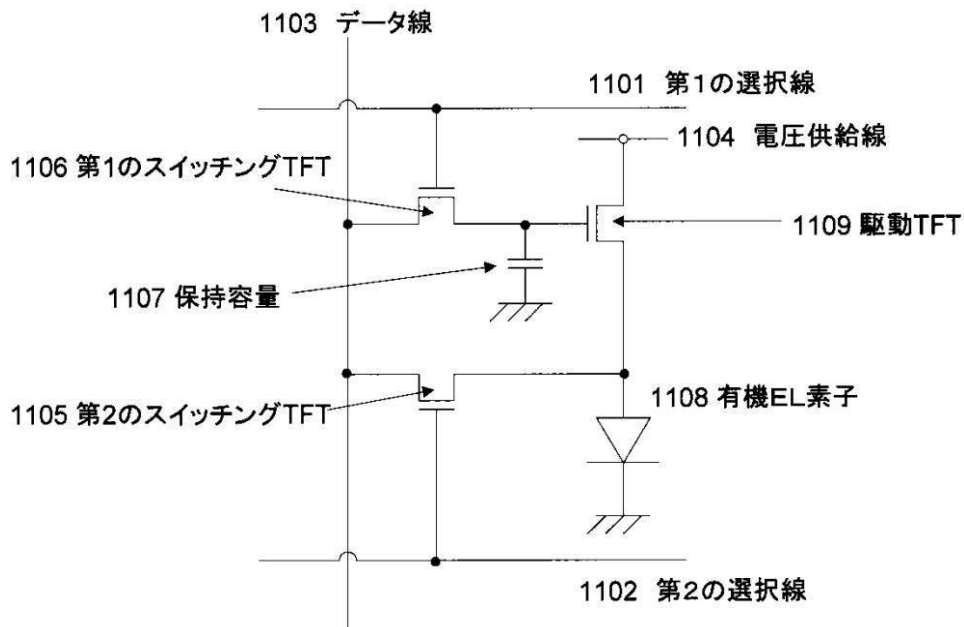 1103 データ線
1101 第1の選択線
1104 電圧供給線
1106 第1のスイッチングTFT
1109 駆動TFT
1107 保持容量
1108 有機EL素子
1105 第2のスイッチングTFT
1102 第2の選択線